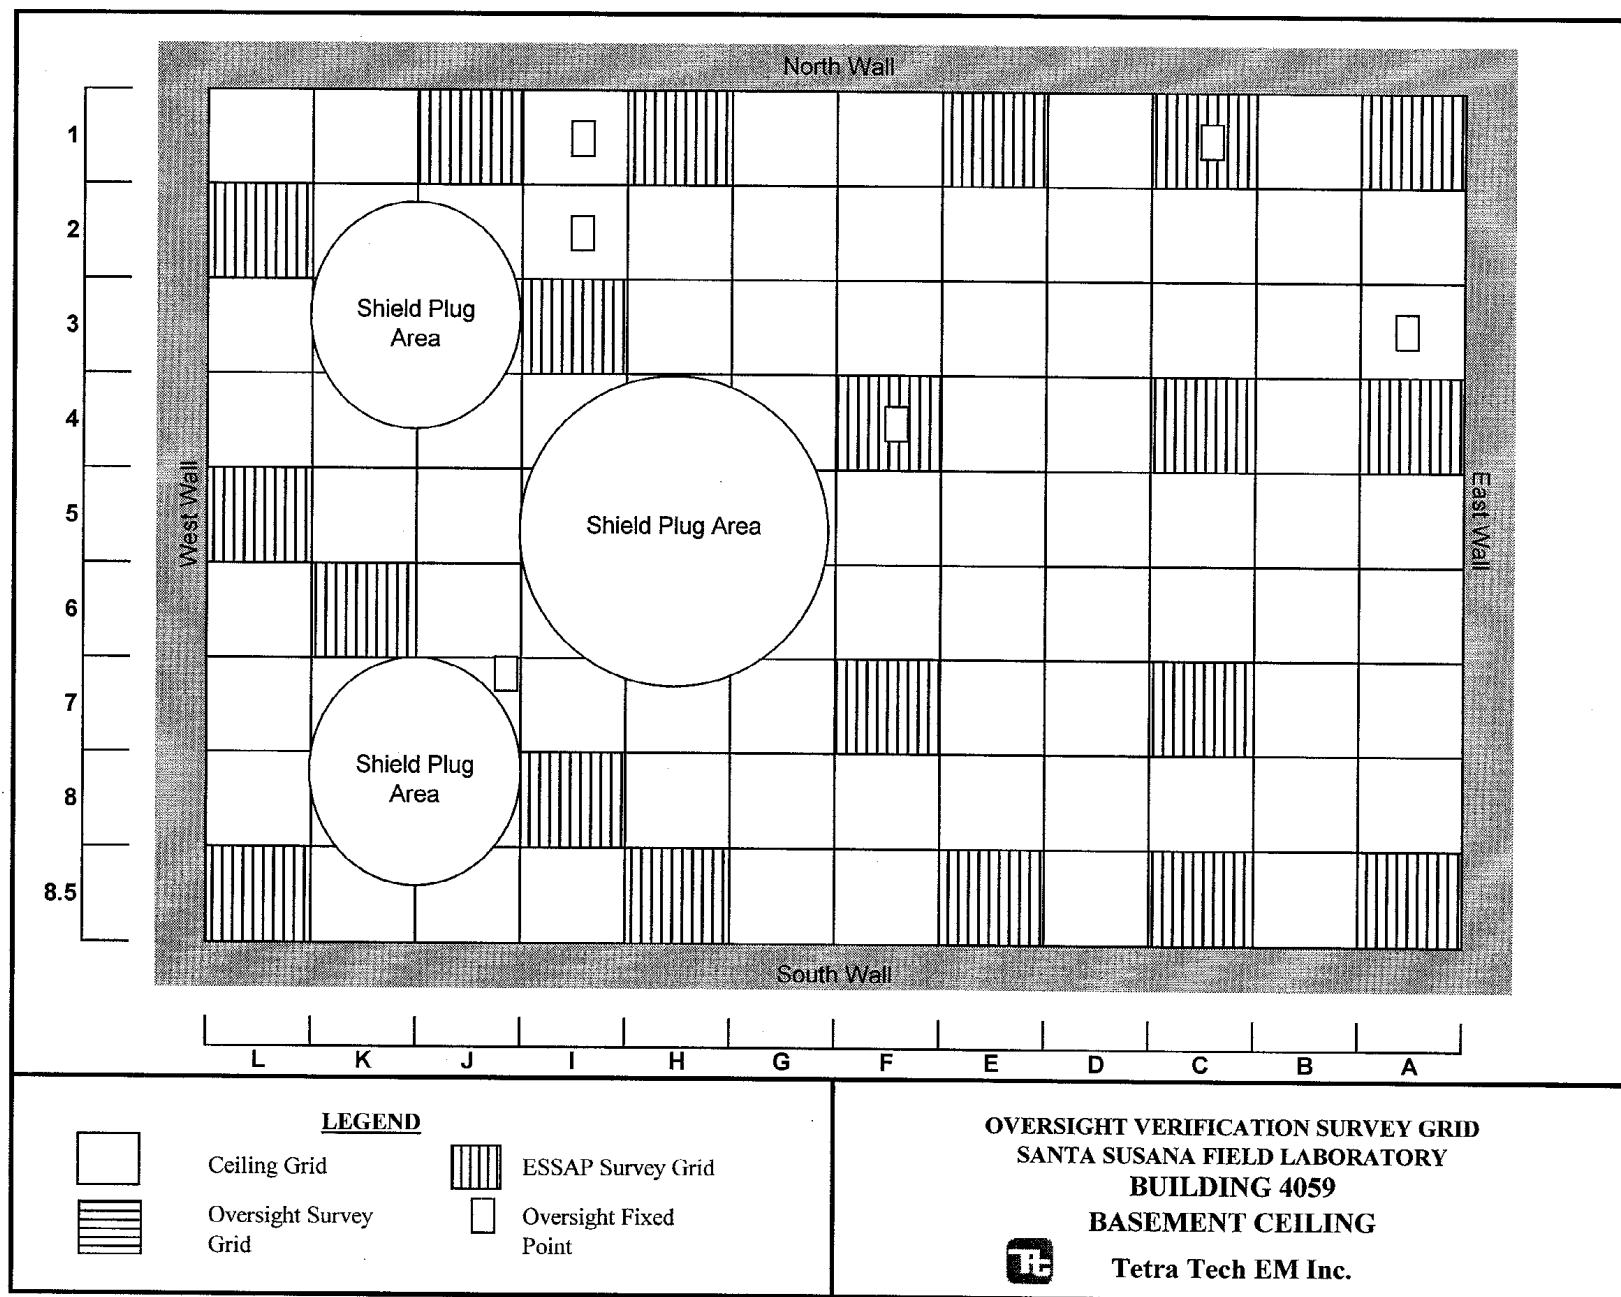 North Wall
1
2
3
4
5
6
7
8
8.5
West Wall
East Wall
Shield Plug
Area
Shield Plug Area
Shield Plug
Area
South Wall
L K J I H G F E D C B A
LEGEND
Ceiling Grid
ESSAP Survey Grid
Oversight Survey
Grid
Oversight Fixed
Point
OVERSIGHT VERIFICATION SURVEY GRID
SANTA SUSANA FIELD LABORATORY
BUILDING 4059
BASEMENT CEILING
Tt
Tetra Tech EM Inc.